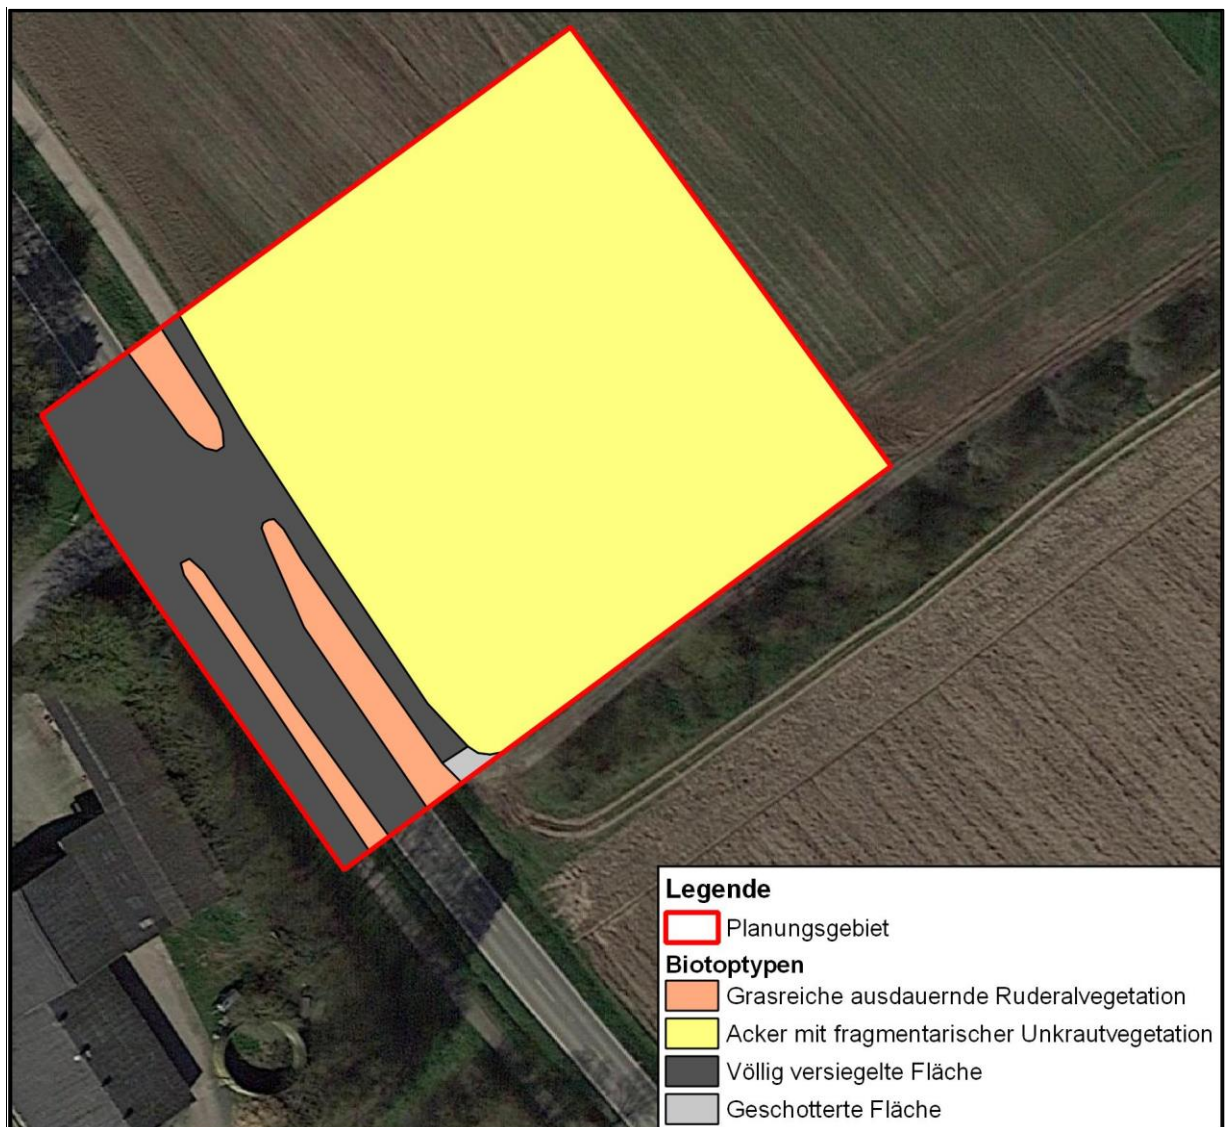 Legende
Planungsgebiet
Biotoptypen
Grasreiche ausdauernde Ruderalvegetation
Acker mit fragmentarischer Unkrautvegetation
Völlig versiegelte Fläche
Geschotterte Fläche